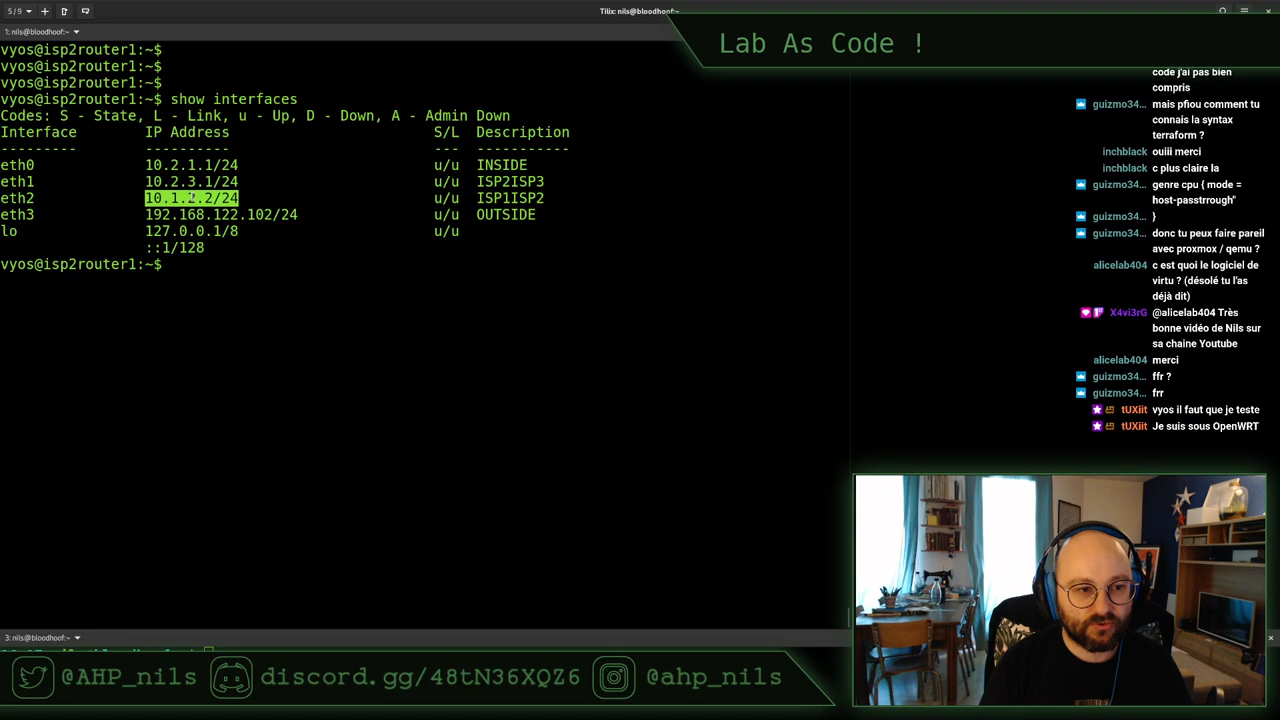 5 / 9
Tilix: nils@bloodhoof:~
1: nils@bloodhoof:~
Lab As Code !
vyos@isp2router1:~$
vyos@isp2router1:~$
vyos@isp2router1:~$
vyos@isp2router1:~$ show interfaces
Codes: S - State, L - Link, u - Up, D - Down, A - Admin Down
Interface IP Address S/L Description
--------- ---------- --- -----------
eth0 10.2.1.1/24 u/u INSIDE
eth1 10.2.3.1/24 u/u ISP2ISP3
eth2 10.1.2.2/24 u/u ISP1ISP2
eth3 192.168.122.102/24 u/u OUTSIDE
lo 127.0.0.1/8 u/u
::1/128
vyos@isp2router1:~$
code j'ai pas bien
compris
guizmo34... mais pfiou comment tu
connais la syntax
terraform ?
inchblack ouiii merci
inchblack c plus claire la
guizmo34... genre cpu { mode =
host-passtrrough"
guizmo34... }
guizmo34... donc tu peux faire pareil
avec proxmox / qemu ?
alicelab404 c est quoi le logiciel de
virtu ? (désolé tu l'as
déjà dit)
X4vi3rG @alicelab404 Très
bonne vidéo de Nils sur
sa chaine Youtube
alicelab404 merci
guizmo34... ffr ?
guizmo34... frr
tUXiit vyos il faut que je teste
tUXiit Je suis sous OpenWRT
3: nils@bloodhoof:~
@AHP_nils discord.gg/48tN36XQZ6 @ahp_nils